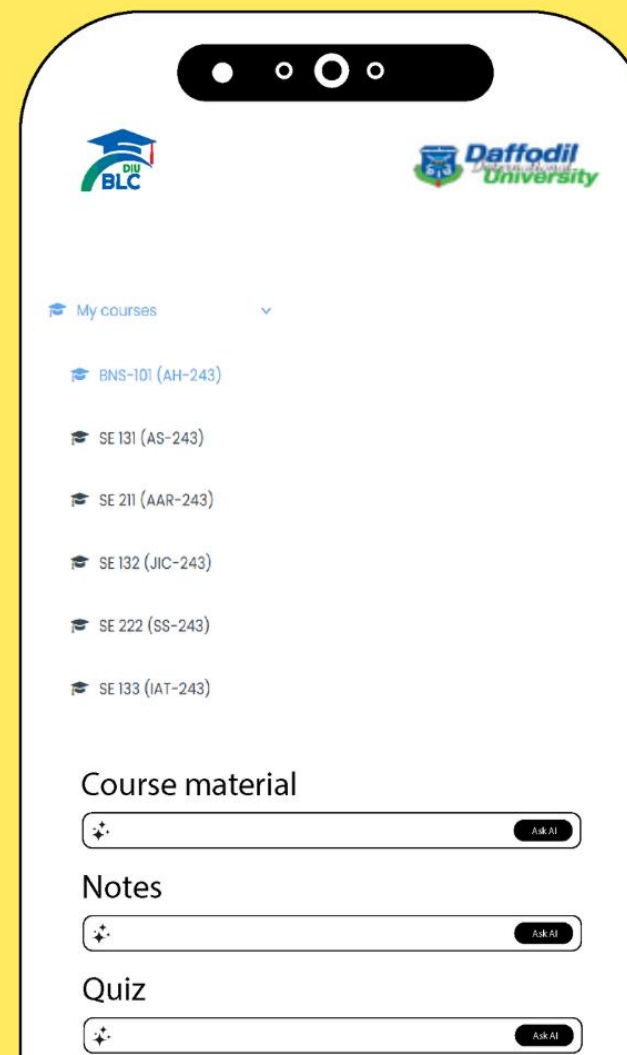 DIU
BLC
Daffodil
International
University
My courses
BNS-101 (AH-243)
SE 131 (AS-243)
SE 211 (AAR-243)
SE 132 (JIC-243)
SE 222 (SS-243)
SE 133 (IAT-243)
Course material
Ask AI
Notes
Ask AI
Quiz
Ask AI